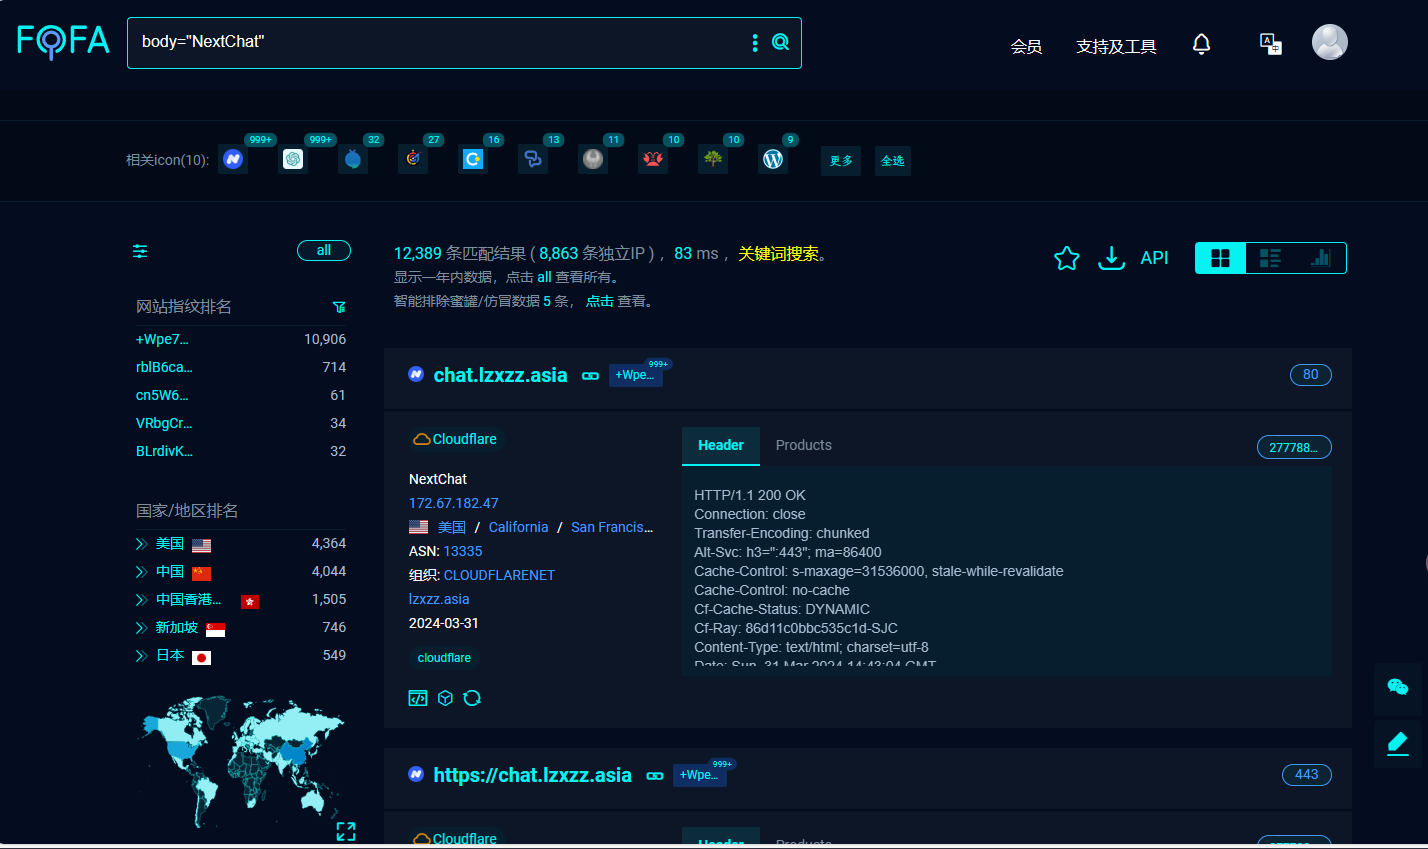 FOFA
body="NextChat"
会员
支持及工具
相关icon(10):
999+
999+
32
27
16
13
11
10
10
9
更多
全选
all
12,389 条匹配结果 ( 8,863 条独立IP ) ，83 ms ，关键词搜索。
显示一年内数据，点击 all 查看所有。
智能排除蜜罐/仿冒数据 5 条， 点击 查看。
API
网站指纹排名
+Wpe7... 10,906
rblB6ca... 714
cn5W6... 61
VRbgCr... 34
BLrdivK... 32
国家/地区排名
美国 4,364
中国 4,044
中国香港... 1,505
新加坡 746
日本 549
chat.lzxzz.asia
+Wpe...
999+
80
Cloudflare
NextChat
172.67.182.47
美国 / California / San Francis...
ASN: 13335
组织: CLOUDFLARENET
lzxzz.asia
2024-03-31
cloudflare
Header
Products
277788...
HTTP/1.1 200 OK
Connection: close
Transfer-Encoding: chunked
Alt-Svc: h3=":443"; ma=86400
Cache-Control: s-maxage=31536000, stale-while-revalidate
Cache-Control: no-cache
Cf-Cache-Status: DYNAMIC
Cf-Ray: 86d11c0bbc535c1d-SJC
Content-Type: text/html; charset=utf-8
Date: Sun, 31 Mar 2024 14:43:04 GMT
https://chat.lzxzz.asia
+Wpe...
999+
443
Cloudflare
Header
Products